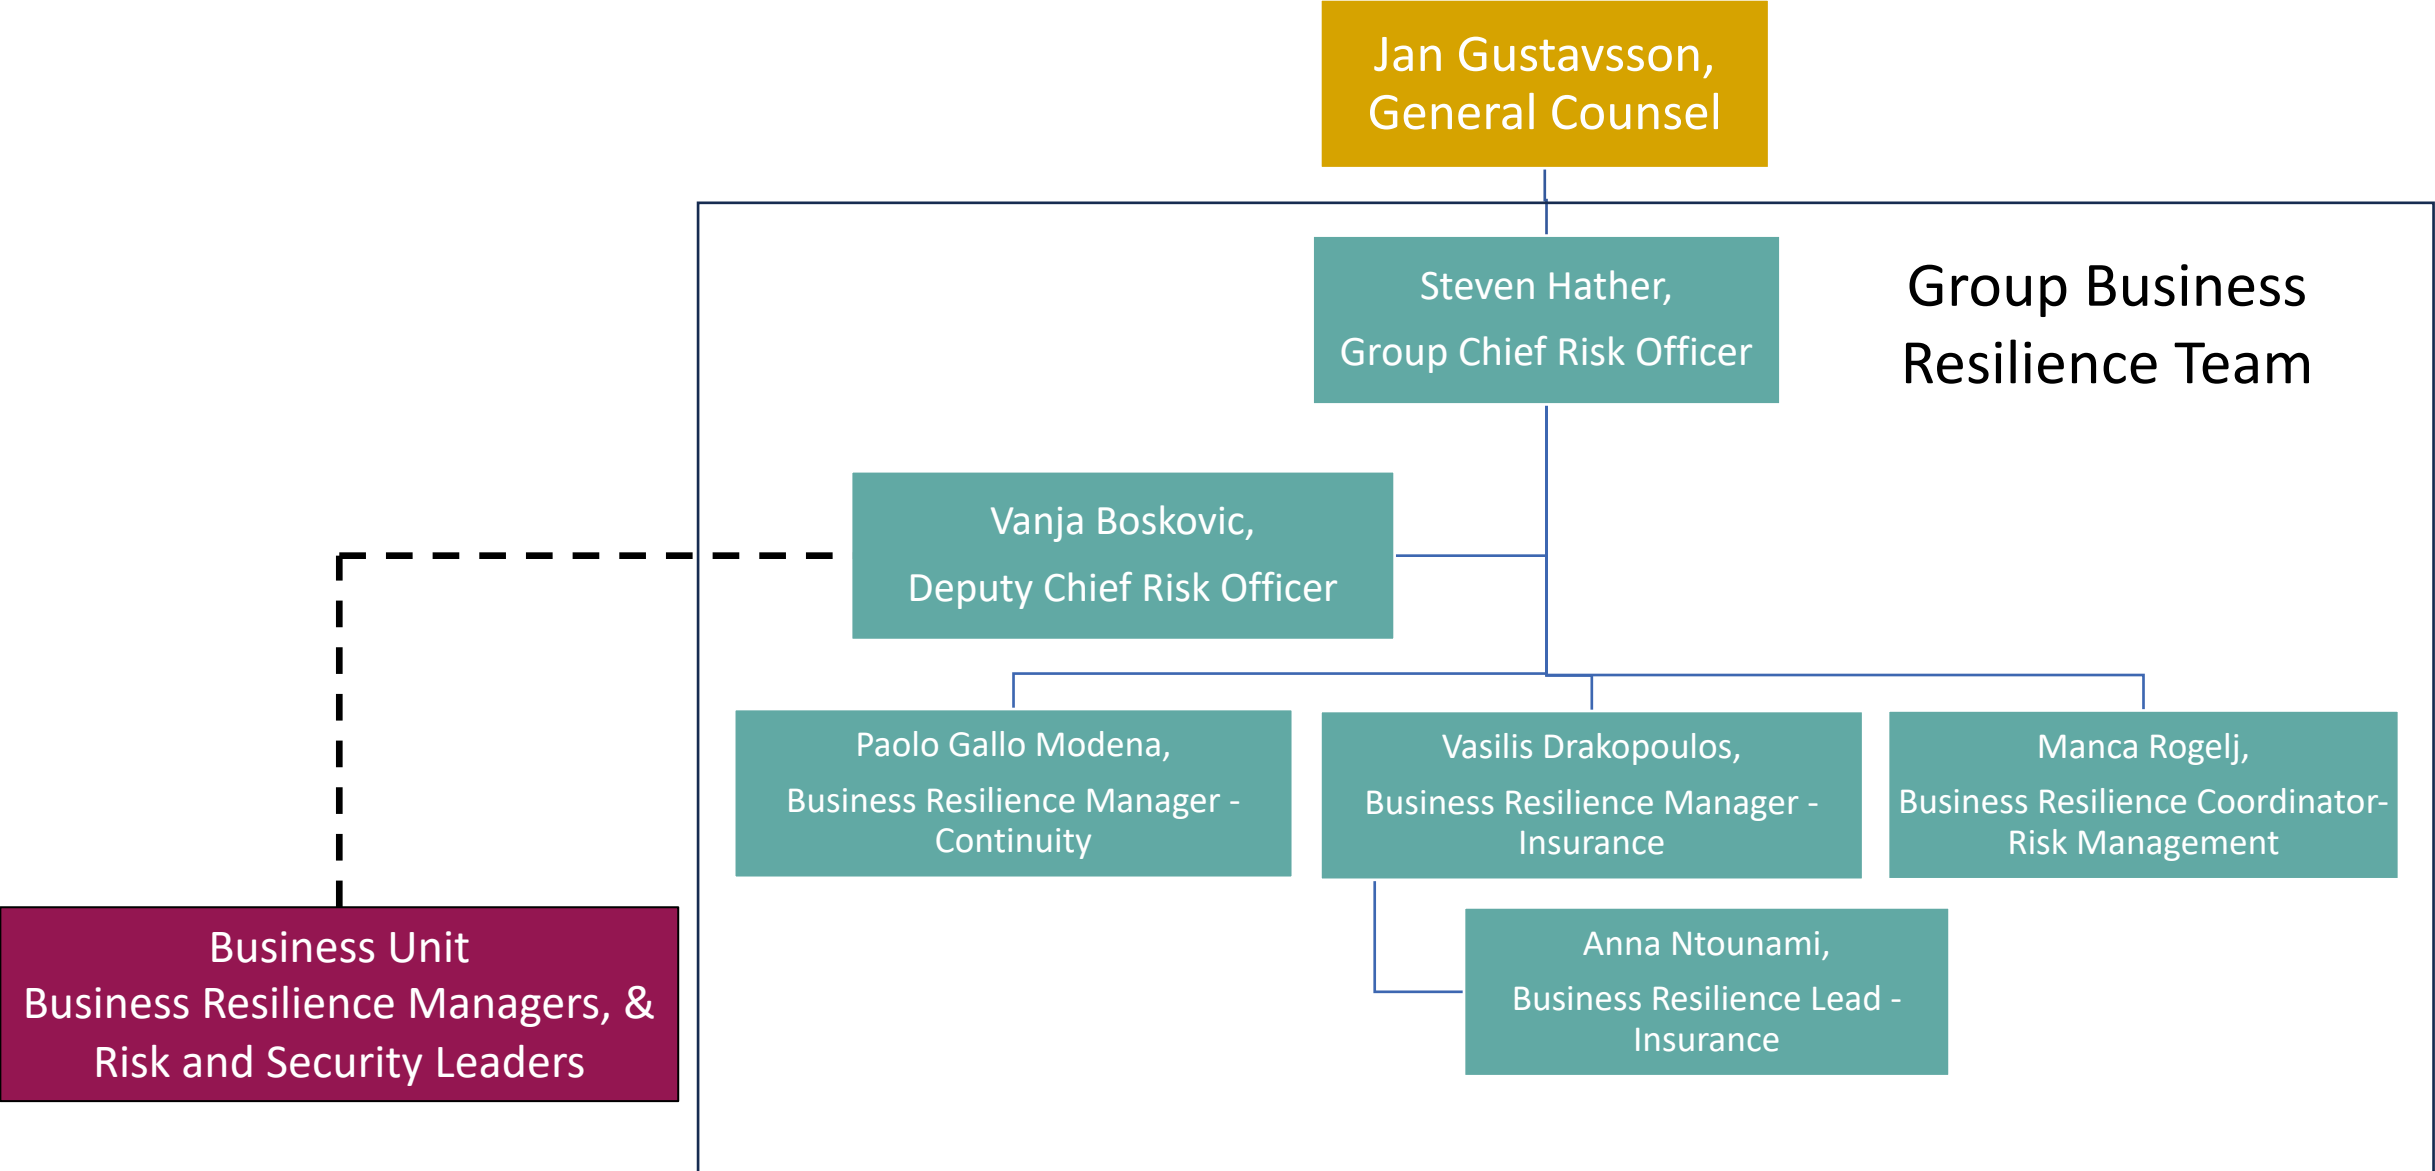 Jan Gustavsson,
General Counsel
Steven Hather,
Group Chief Risk Officer
Group Business
Resilience Team
Vanja Boskovic,
Deputy Chief Risk Officer
Paolo Gallo Modena,
Business Resilience Manager -
Continuity
Vasilis Drakopoulos,
Business Resilience Manager -
Insurance
Manca Rogelj,
Business Resilience Coordinator-
Risk Management
Anna Ntounami,
Business Resilience Lead -
Insurance
Business Unit
Business Resilience Managers, &
Risk and Security Leaders